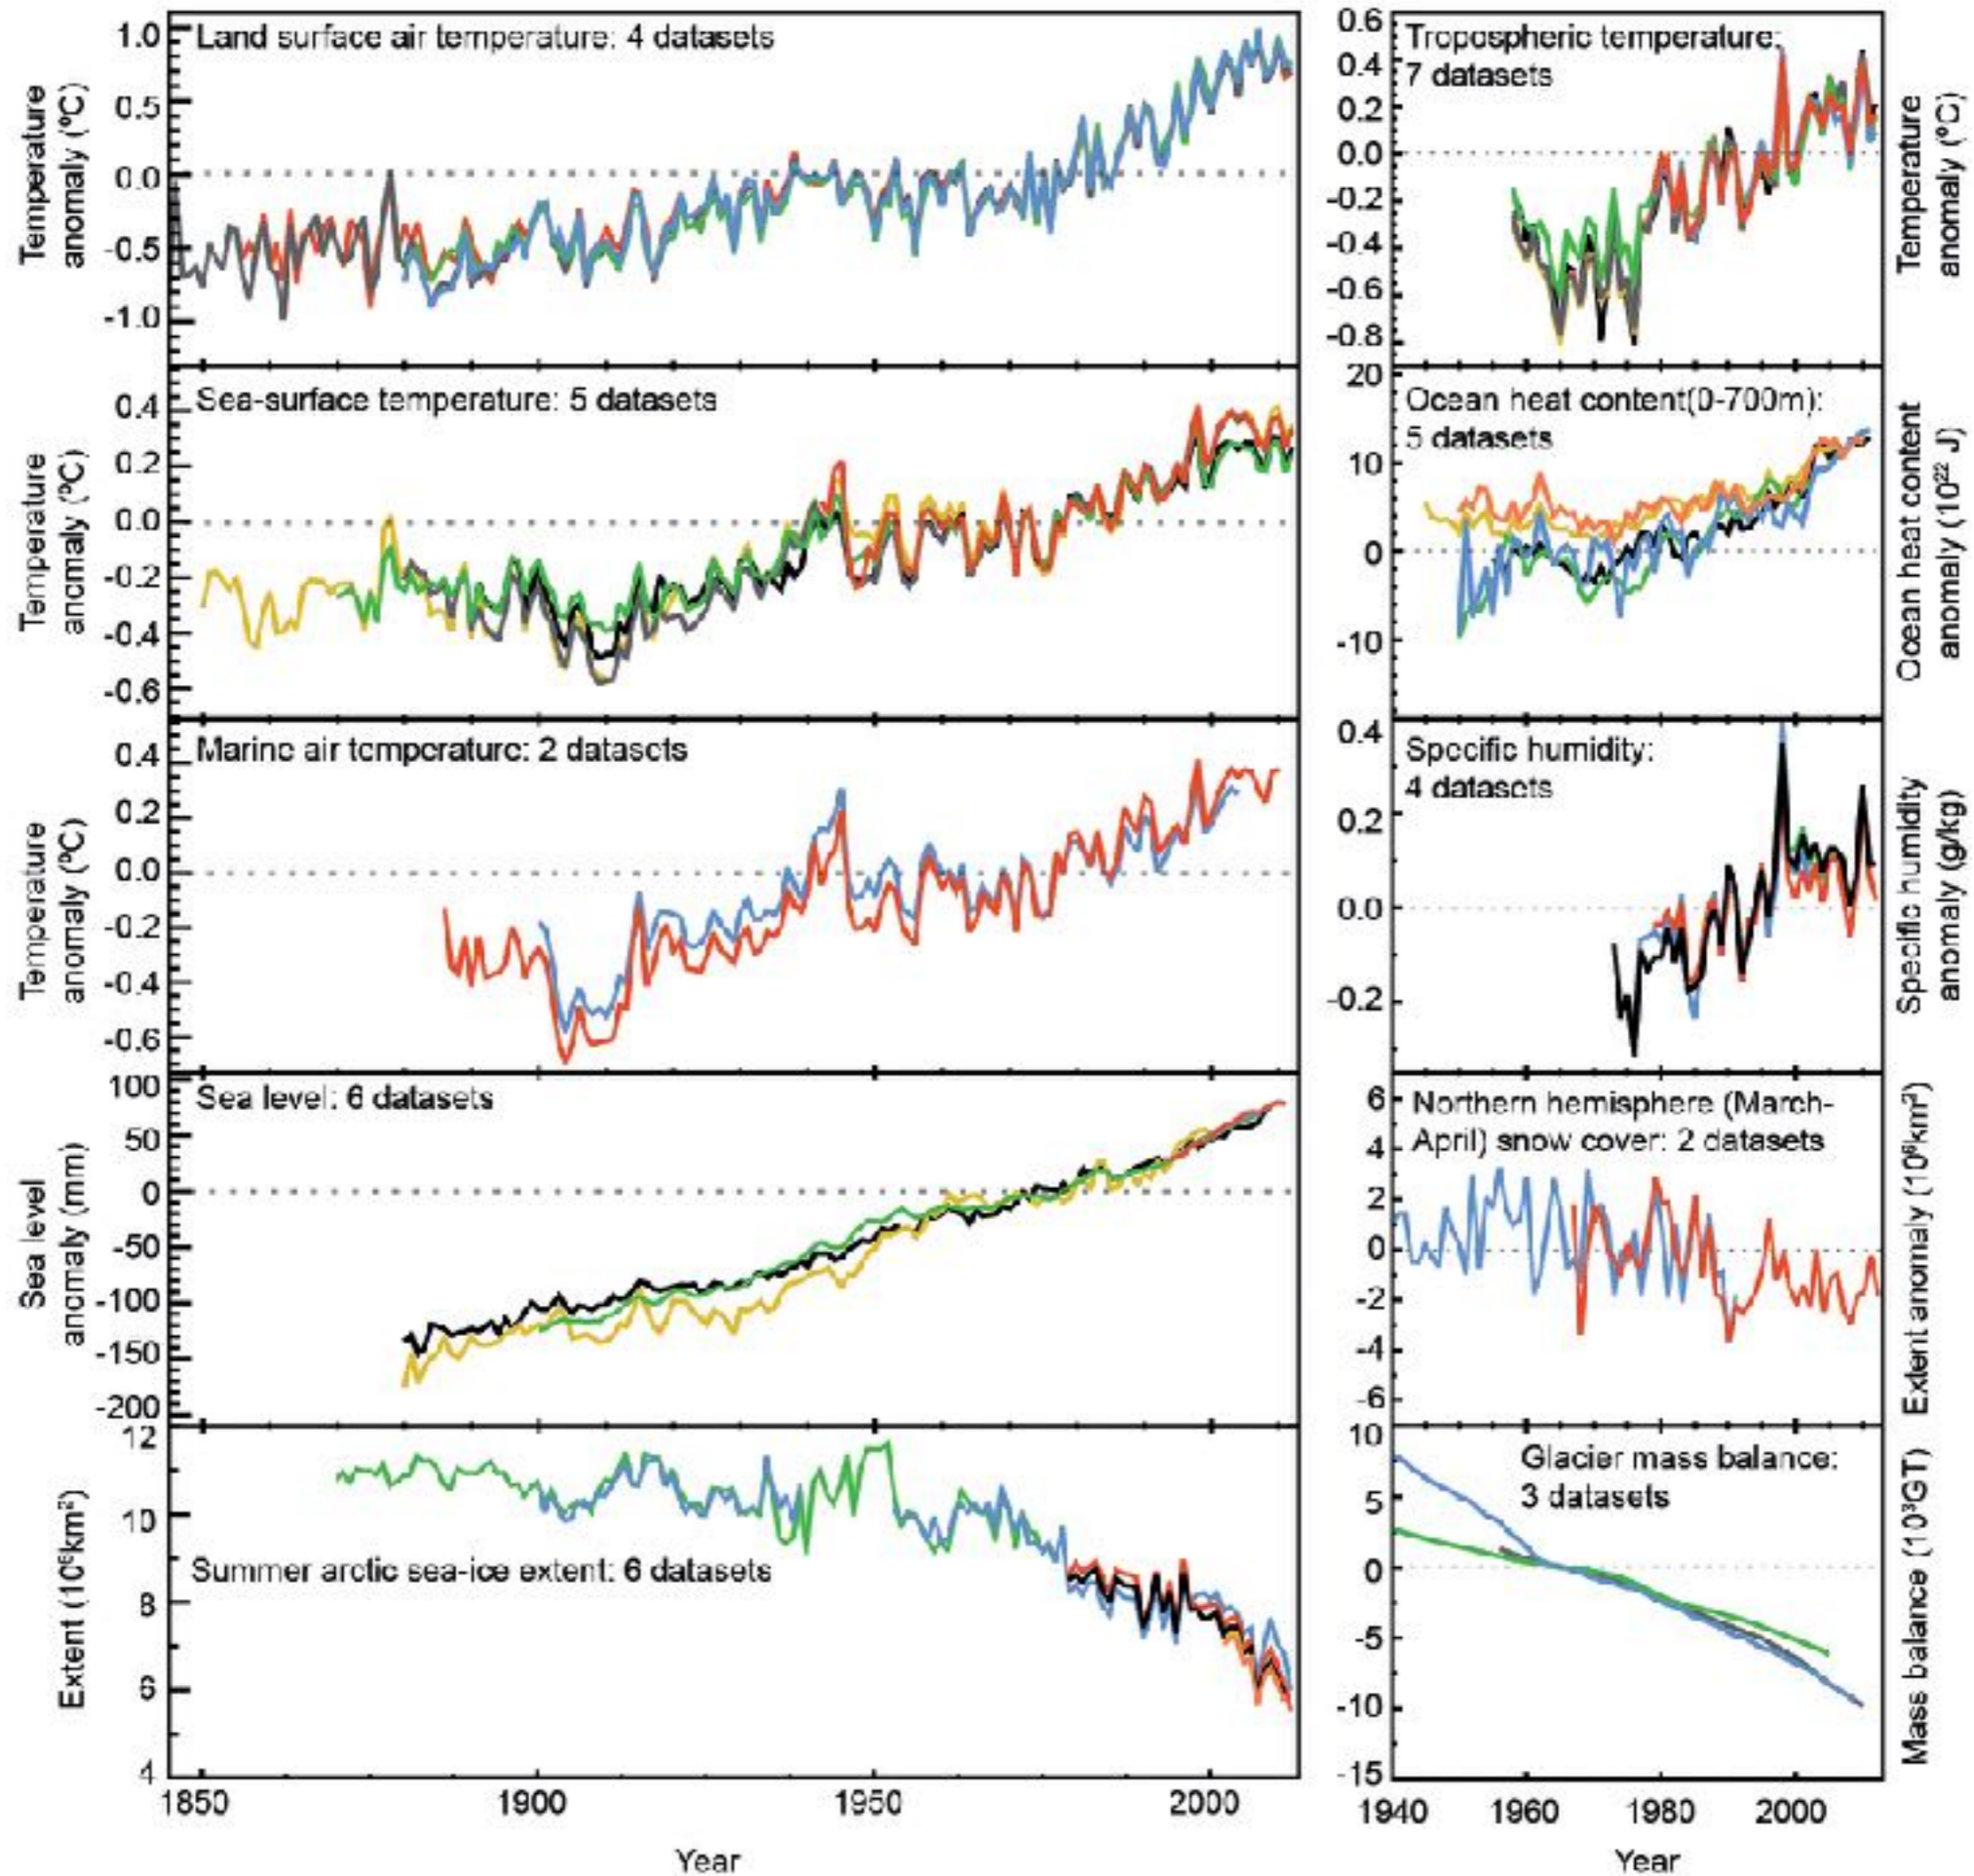 Land surface air temperature: 4 datasets
Temperature
anomaly (ºC)
1.0
0.5
0.0
-0.5
-1.0
Tropospheric temperature:
7 datasets
0.6
0.4
0.2
0.0
-0.2
-0.4
-0.6
-0.8
Temperature
anomaly (ºC)
Sea-surface temperature: 5 datasets
Temperature
anomaly (ºC)
0.4
0.2
0.0
-0.2
-0.4
-0.6
Ocean heat content(0-700m):
5 datasets
20
10
0
-10
Ocean heat content
anomaly (10²² J)
Marine air temperature: 2 datasets
Temperature
anomaly (ºC)
0.4
0.2
0.0
-0.2
-0.4
-0.6
Specific humidity:
4 datasets
0.4
0.2
0.0
-0.2
Specific humidity
anomaly (g/kg)
Sea level: 6 datasets
Sea level
anomaly (mm)
100
50
0
-50
-100
-150
-200
Northern hemisphere (March-
April) snow cover: 2 datasets
6
4
2
0
-2
-4
-6
Extent anomaly (10⁶km²)
Summer arctic sea-ice extent: 6 datasets
Extent (10⁶km²)
12
10
8
6
4
Glacier mass balance:
3 datasets
10
5
0
-5
-10
-15
Mass balance (10³GT)
1850 1900 1950 2000
Year
1940 1960 1980 2000
Year